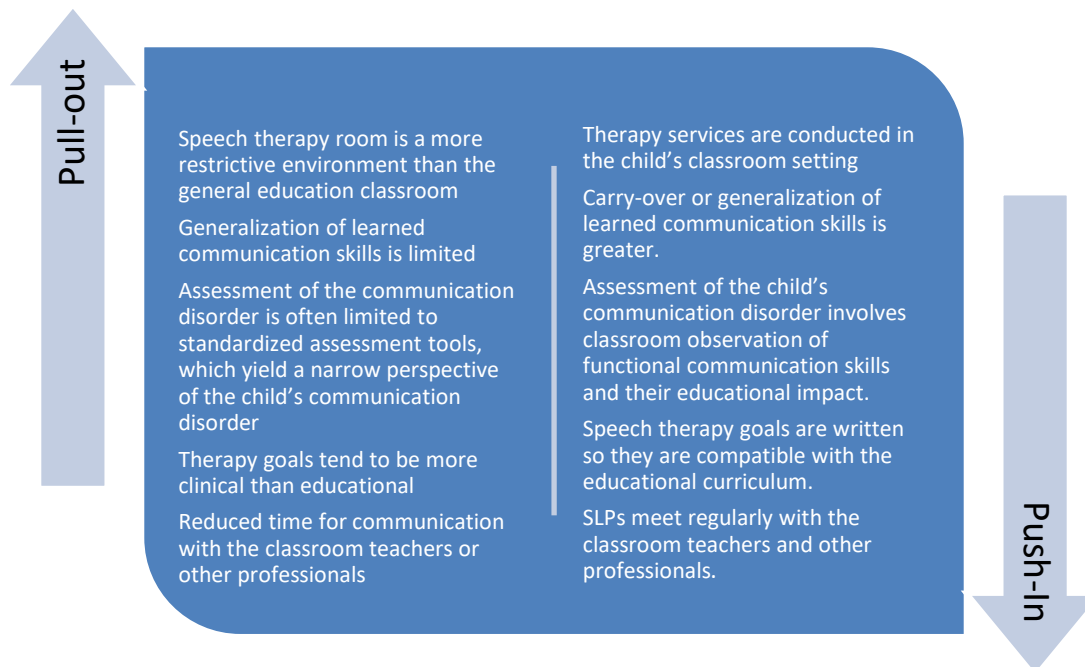 Pull-out
Speech therapy room is a more
restrictive environment than the
general education classroom
Generalization of learned
communication skills is limited
Assessment of the communication
disorder is often limited to
standardized assessment tools,
which yield a narrow perspective
of the child’s communication
disorder
Therapy goals tend to be more
clinical than educational
Reduced time for communication
with the classroom teachers or
other professionals
Therapy services are conducted in
the child’s classroom setting
Carry-over or generalization of
learned communication skills is
greater.
Assessment of the child’s
communication disorder involves
classroom observation of
functional communication skills
and their educational impact.
Speech therapy goals are written
so they are compatible with the
educational curriculum.
SLPs meet regularly with the
classroom teachers and other
professionals.
Push-In